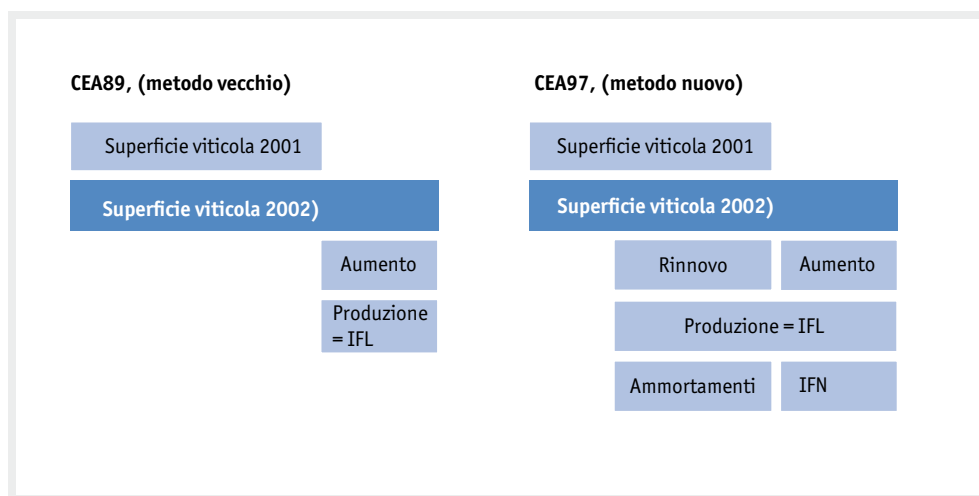 CEA89, (metodo vecchio)
Superficie viticola 2001
Superficie viticola 2002)
Aumento
Produzione
= IFL
CEA97, (metodo nuovo)
Superficie viticola 2001
Superficie viticola 2002)
Rinnovo
Aumento
Produzione = IFL
Ammortamenti
IFN